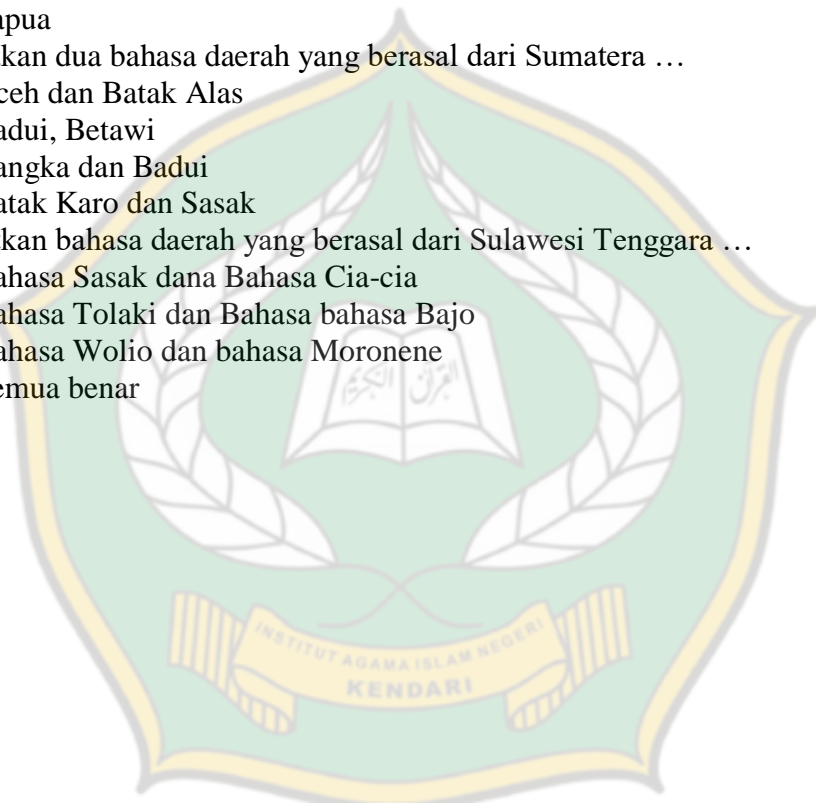 apua
kan dua bahasa daerah yang berasal dari Sumatera …
ceh dan Batak Alas
adui, Betawi
angka dan Badui
atak Karo dan Sasak
kan bahasa daerah yang berasal dari Sulawesi Tenggara …
ahasa Sasak dana Bahasa Cia-cia
ahasa Tolaki dan Bahasa bahasa Bajo
ahasa Wolio dan bahasa Moronene
emua benar
القرآن الكريم
INSTITUT AGAMA ISLAM NEGERI
KENDARI